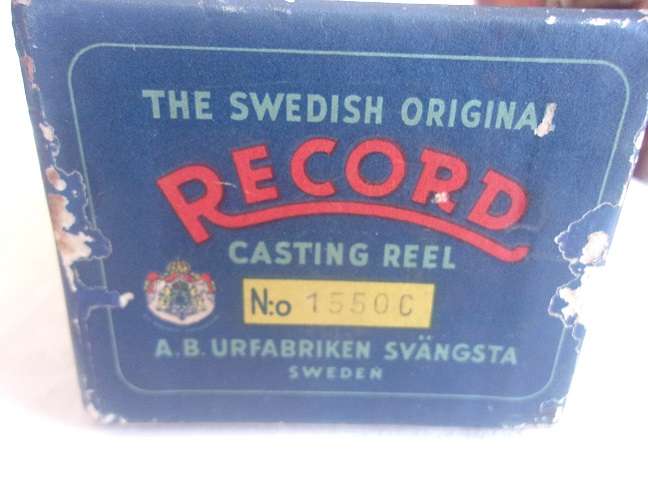 THE SWEDISH ORIGINAL
RECORD
CASTING REEL
N:o 1550C
A.B. URFABRIKEN SVÄNGSTA
SWEDEN